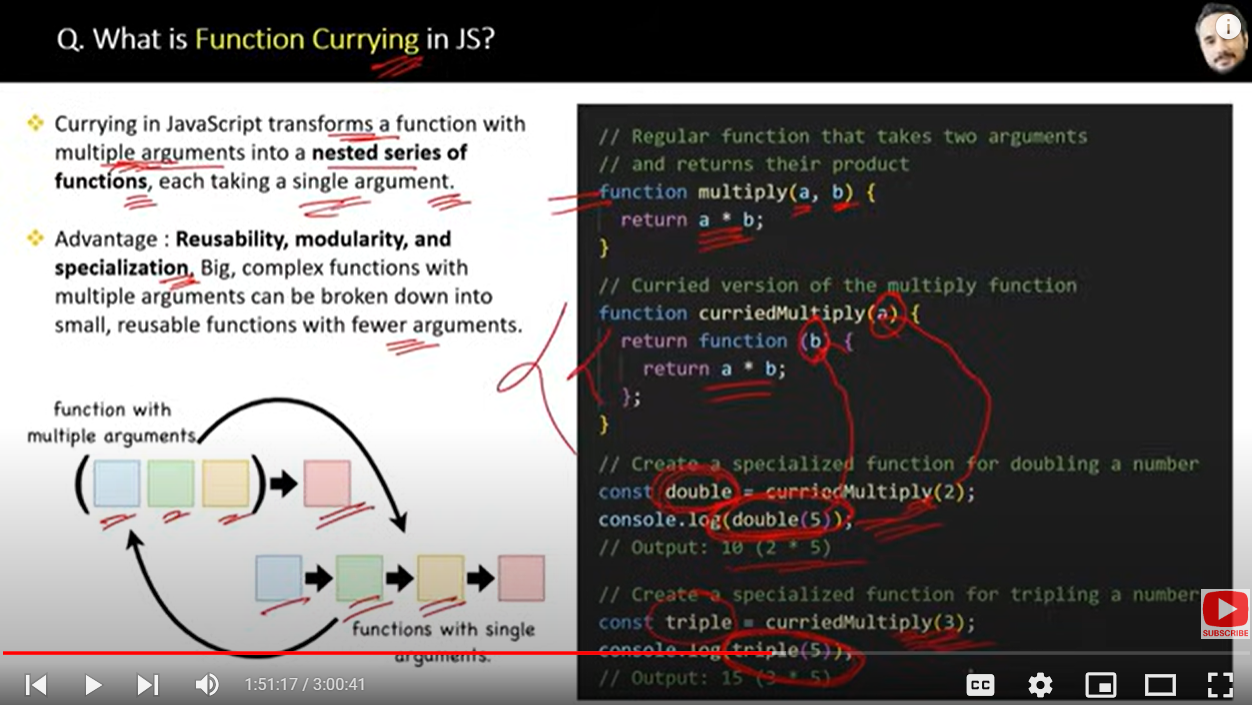 Q. What is Function Currying in JS?
Currying in JavaScript transforms a function with
multiple arguments into a nested series of
functions, each taking a single argument.
Advantage : Reusability, modularity, and
specialization. Big, complex functions with
multiple arguments can be broken down into
small, reusable functions with fewer arguments.
function with
multiple arguments
functions with single
arguments.
// Regular function that takes two arguments
// and returns their product
function multiply(a, b) {
return a * b;
}
// Curried version of the multiply function
function curriedMultiply(a) {
return function (b) {
return a * b;
};
}
// Create a specialized function for doubling a number
const double = curriedMultiply(2);
console.log(double(5));
// Output: 10 (2 * 5)
// Create a specialized function for tripling a number
const triple = curriedMultiply(3);
console.log(triple(5));
// Output: 15 (3 * 5)
SUBSCRIBE
1:51:17 / 3:00:41
CC